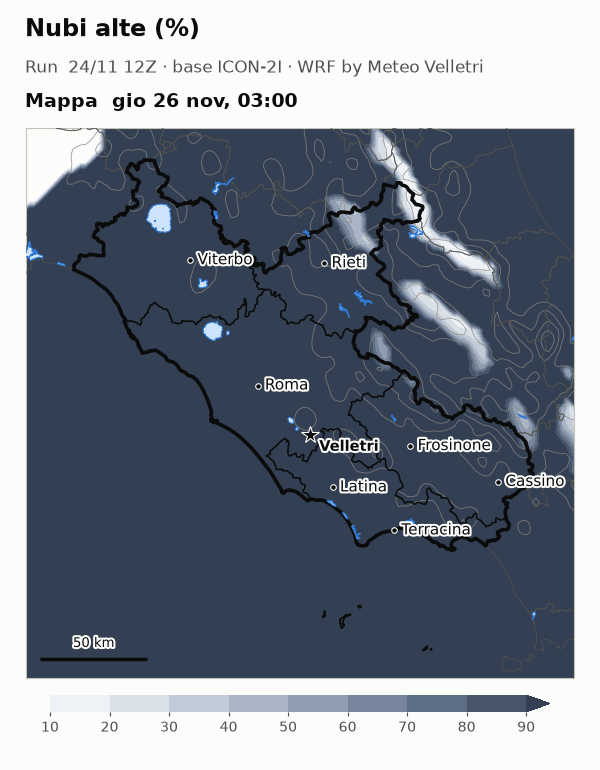 Nubi alte (%)
Run  24/11 12Z · base ICON-2I · WRF by Meteo Velletri
Mappa  gio 26 nov, 03:00
Viterbo
Rieti
Roma
Velletri
Frosinone
Cassino
Latina
Terracina
50 km
10 20 30 40 50 60 70 80 90